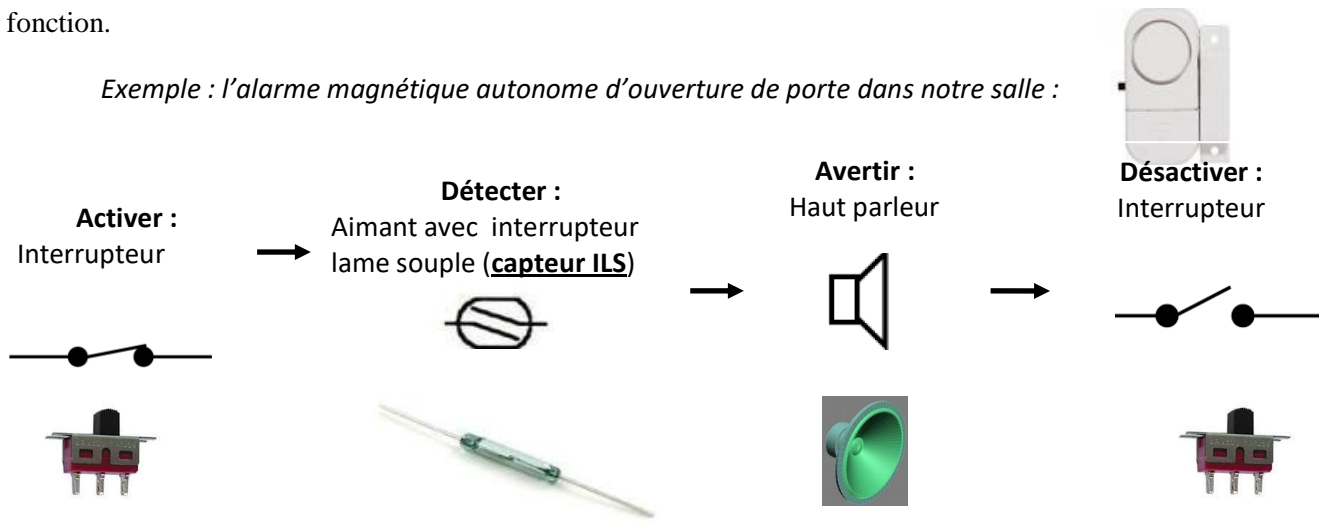 fonction.
Exemple : l’alarme magnétique autonome d’ouverture de porte dans notre salle :
Activer :
Interrupteur
Détecter :
Aimant avec interrupteur
lame souple (capteur ILS)
Avertir :
Haut parleur
Désactiver :
Interrupteur